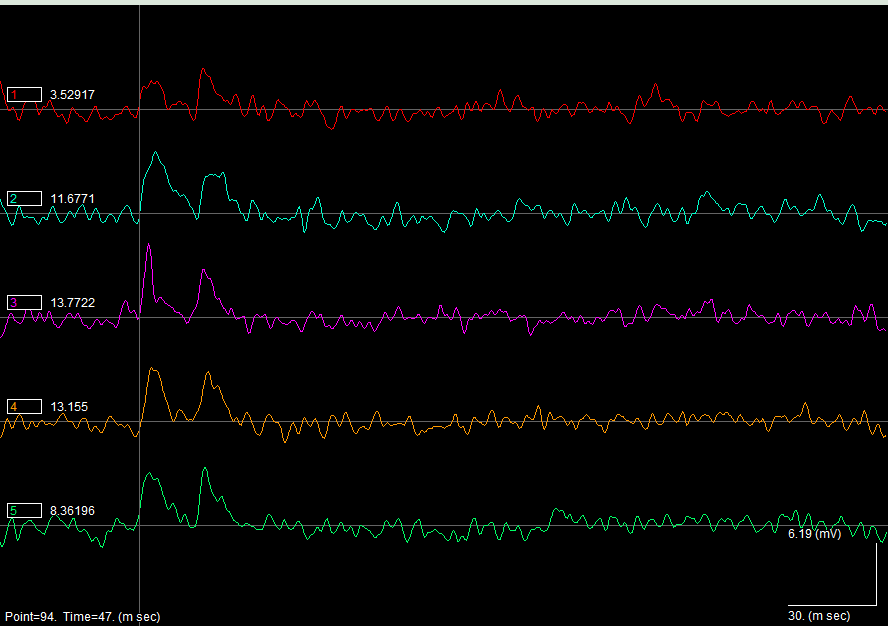 1 3.52917
2 11.6771
3 13.7722
4 13.155
5 8.36196
6.19 (mV)
Point=94. Time=47. (m sec)
30. (m sec)